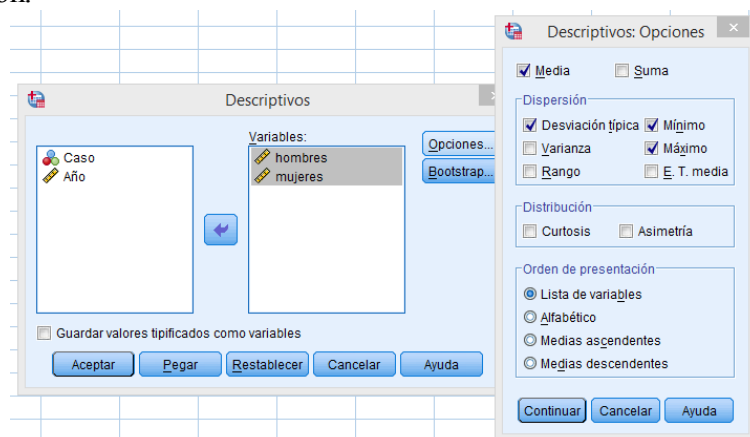 Descriptivos
Caso
Año
Variables:
hombres
mujeres
Opciones...
Bootstrap...
Guardar valores tipificados como variables
Aceptar Pegar Restablecer Cancelar Ayuda
Descriptivos: Opciones
Media Suma
Dispersión
Desviación típica Mínimo
Varianza Máximo
Rango E. T. media
Distribución
Curtosis Asimetría
Orden de presentación
Lista de variables
Alfabético
Medias ascendentes
Medias descendentes
Continuar Cancelar Ayuda